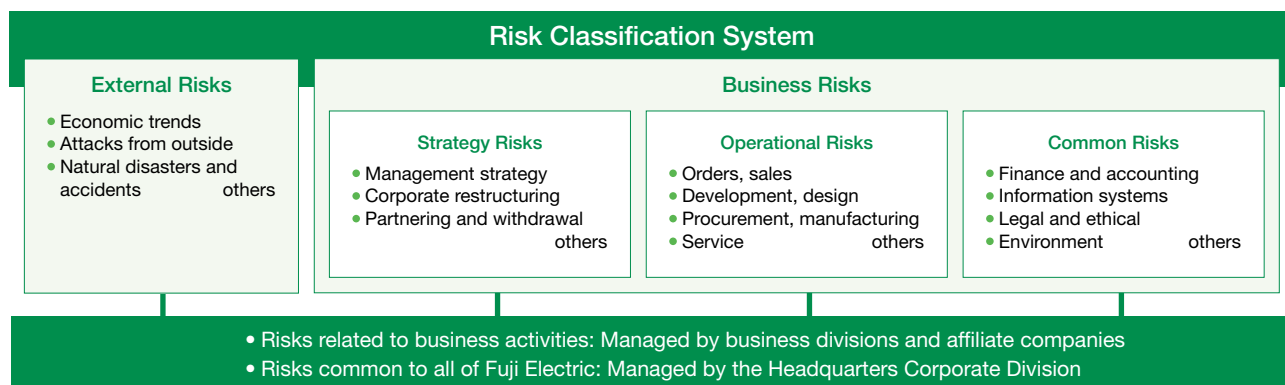 Risk Classification System
External Risks
• Economic trends
• Attacks from outside
• Natural disasters and
accidents others
Business Risks
Strategy Risks
• Management strategy
• Corporate restructuring
• Partnering and withdrawal
others
Operational Risks
• Orders, sales
• Development, design
• Procurement, manufacturing
• Service others
Common Risks
• Finance and accounting
• Information systems
• Legal and ethical
• Environment others
• Risks related to business activities: Managed by business divisions and affiliate companies
• Risks common to all of Fuji Electric: Managed by the Headquarters Corporate Division